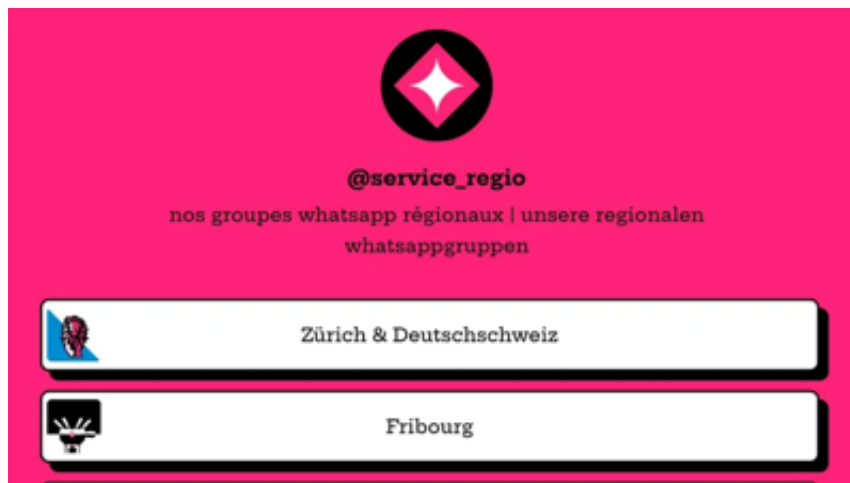 @service_regio
nos groupes whatsapp régionaux | unsere regionalen
whatsappgruppen
Zürich & Deutschschweiz
Fribourg